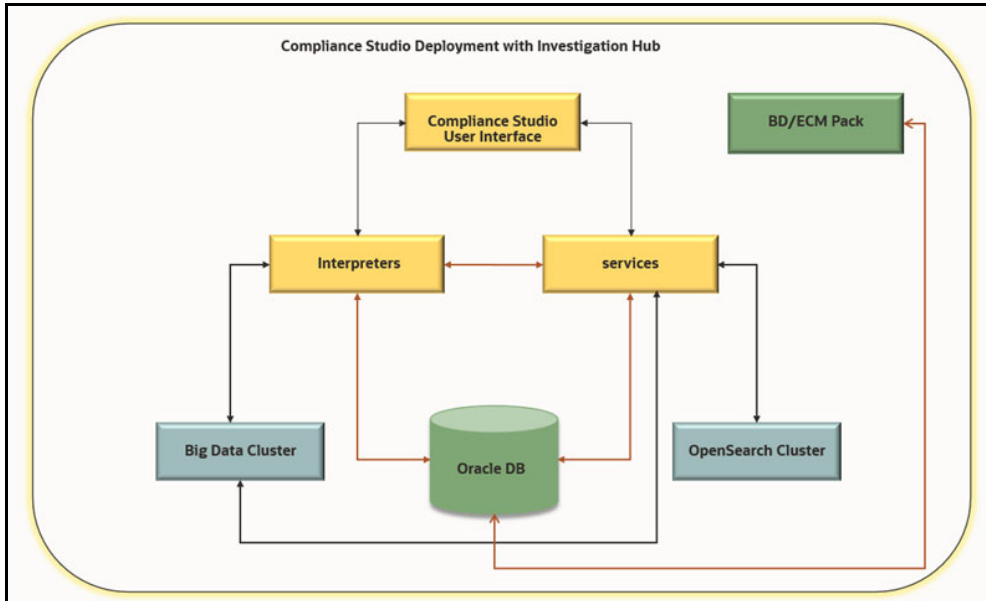 Compliance Studio Deployment with Investigation Hub
Compliance Studio
User Interface
BD/ECM Pack
Interpreters
services
Big Data Cluster
Oracle DB
OpenSearch Cluster